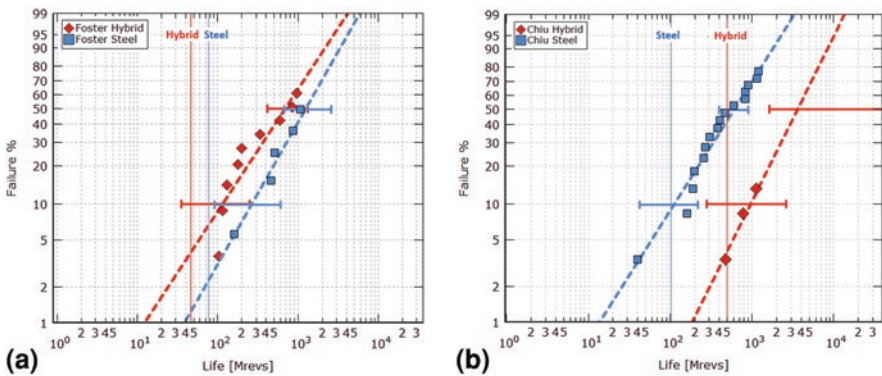 99
95
90
80
70
60
50
40
30
20
10
5
2
1
Failure %
Foster Hybrid
Foster Steel
Hybrid Steel
10⁰ 2 3 4 5 10¹ 2 3 4 5 10² 2 3 4 5 10³ 2 3 4 5 10⁴ 2 3
Life [Mrevs]
(a)
99
95
90
80
70
60
50
40
30
20
10
5
2
1
Failure %
Chiu Hybrid
Chiu Steel
Steel Hybrid
10⁰ 2 3 4 5 10¹ 2 3 4 5 10² 2 3 4 5 10³ 2 3 4 5 10⁴ 2 3
Life [Mrevs]
(b)